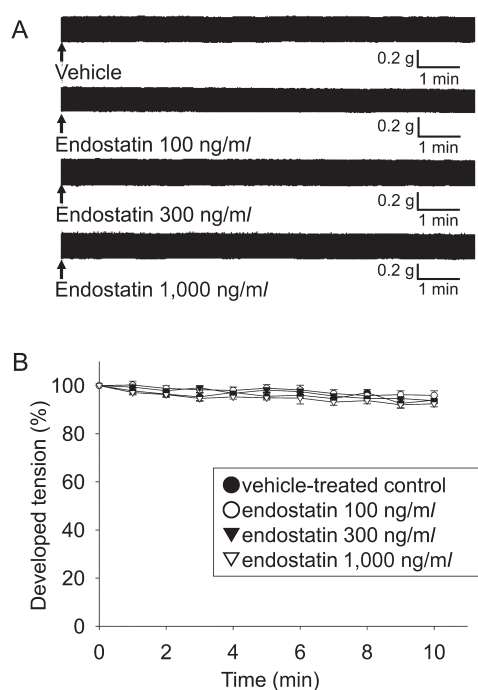 A
0.2 g
1 min
Vehicle
0.2 g
1 min
Endostatin 100 ng/ml
0.2 g
1 min
Endostatin 300 ng/ml
0.2 g
1 min
Endostatin 1,000 ng/ml
B
Developed tension (%)
100
80
60
40
20
0
vehicle-treated control
endostatin 100 ng/ml
endostatin 300 ng/ml
endostatin 1,000 ng/ml
0 2 4 6 8 10
Time (min)